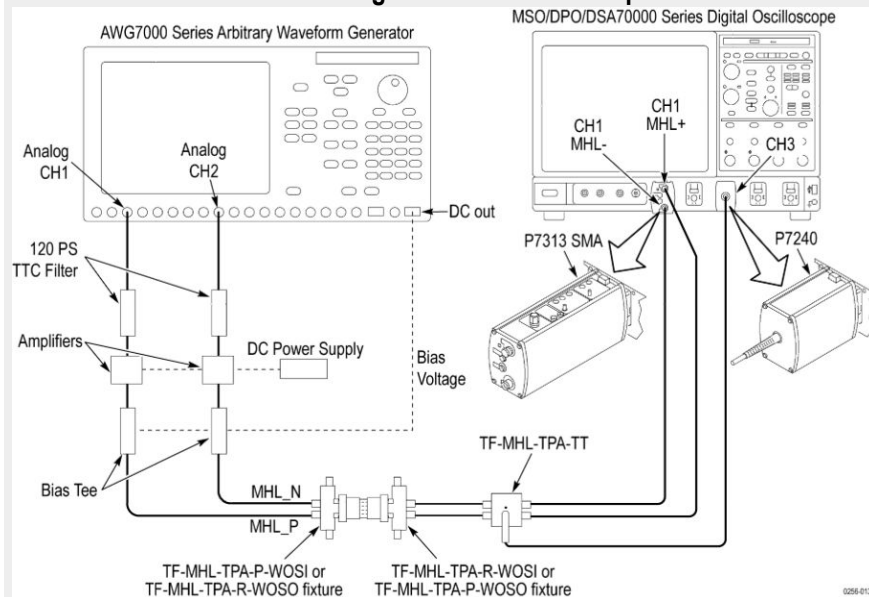 AWG7000 Series Arbitrary Waveform Generator
MSO/DPO/DSA70000 Series Digital Oscilloscope
Analog
CH1
Analog
CH2
DC out
CH1
MHL-
CH1
MHL+
CH3
120 PS
TTC Filter
P7313 SMA
P7240
Amplifiers
DC Power Supply
Bias
Voltage
Bias Tee
TF-MHL-TPA-TT
MHL_N
MHL_P
TF-MHL-TPA-P-WOSI or
TF-MHL-TPA-R-WOSO fixture
TF-MHL-TPA-R-WOSI or
TF-MHL-TPA-P-WOSO fixture